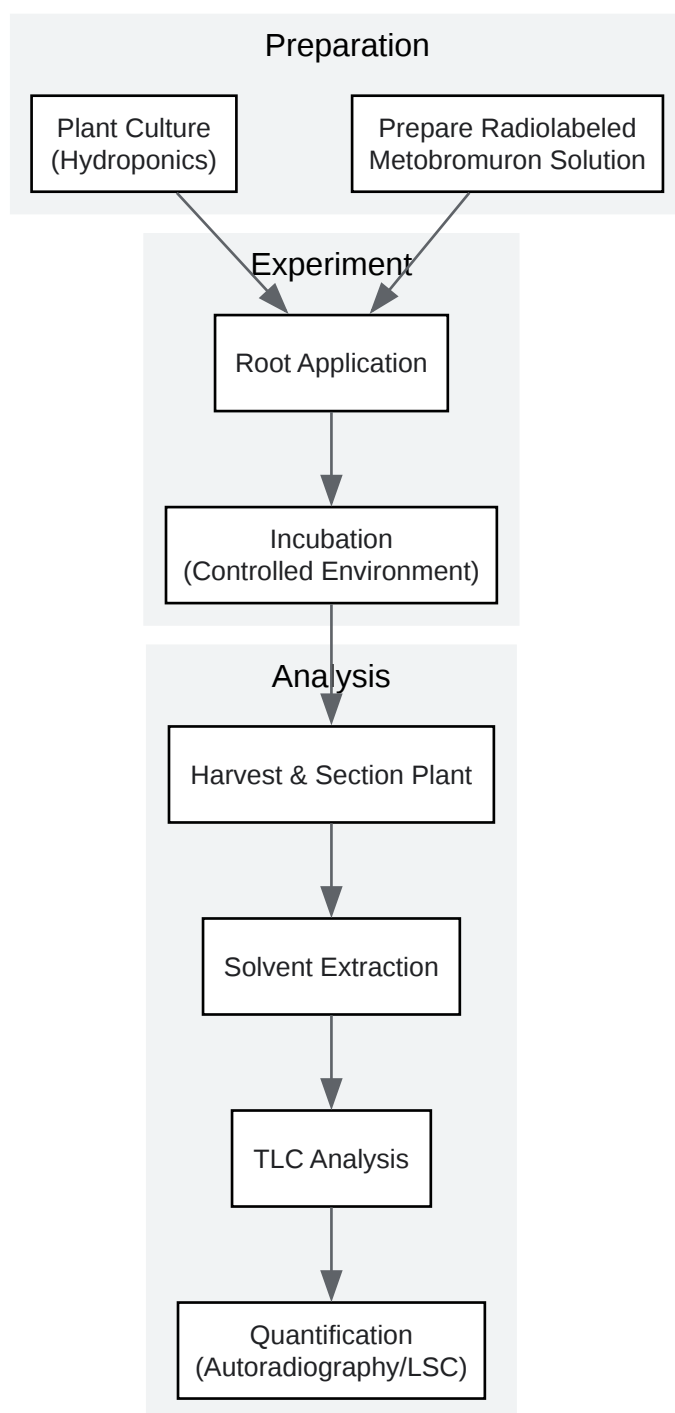 Preparation
Plant Culture
(Hydroponics)
Prepare Radiolabeled
Metobromuron Solution
Experiment
Root Application
Incubation
(Controlled Environment)
Analysis
Harvest & Section Plant
Solvent Extraction
TLC Analysis
Quantification
(Autoradiography/LSC)